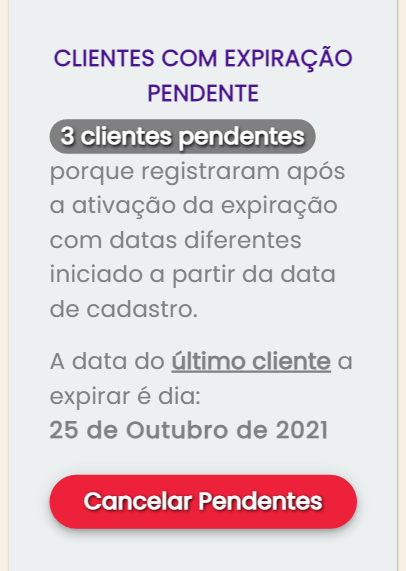 CLIENTES COM EXPIRAÇÃO
PENDENTE
3 clientes pendentes
porque registraram após
a ativação da expiração
com datas diferentes
iniciado a partir da data
de cadastro.
A data do último cliente a
expirar é dia:
25 de Outubro de 2021
Cancelar Pendentes